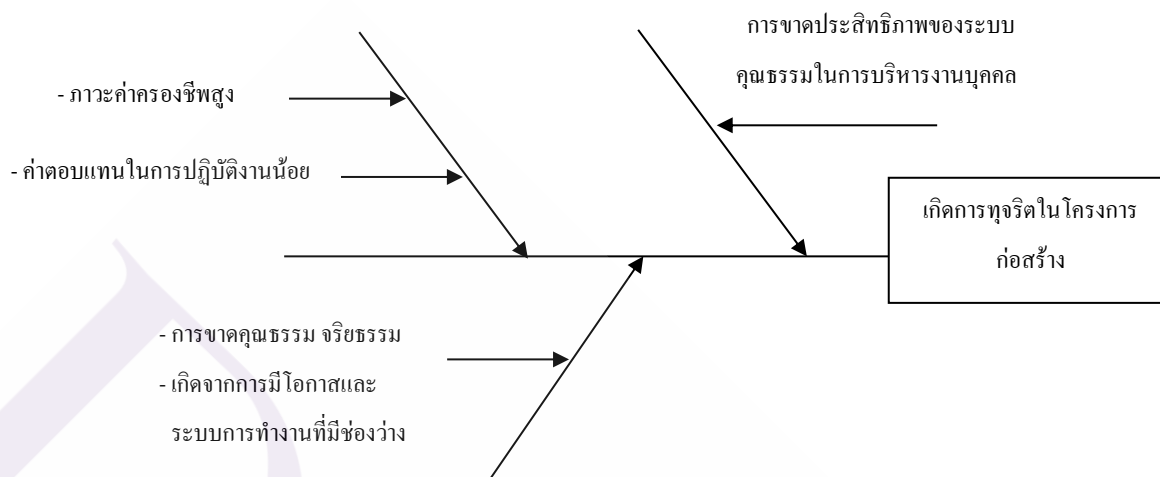 การขาดประสิทธิภาพของระบบ
คุณธรรมในการบริหารงานบุคคล
- ภาวะค่าครองชีพสูง
- ค่าตอบแทนในการปฏิบัติงานน้อย
เกิดการทุจริตในโครงการ
ก่อสร้าง
- การขาดคุณธรรม จริยธรรม
- เกิดจากการมีโอกาสและ
ระบบการทำงานที่มีช่องว่าง